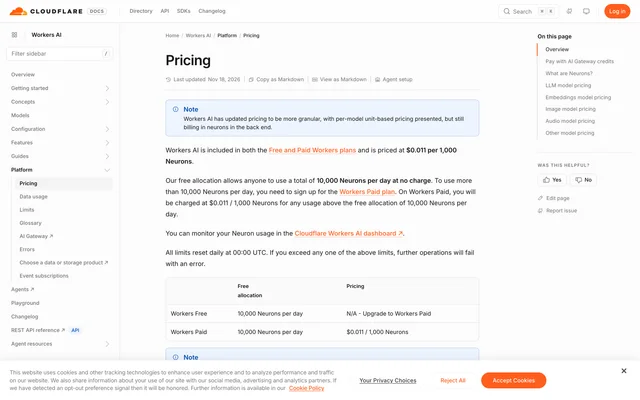 CLOUDFLARE DOCS
Directory
API
SDKs
Changelog
Search
⌘ K
Log in
Workers AI
Filter sidebar /
Overview
Getting started
Concepts
Models
Configuration
Features
Guides
Platform
Pricing
Data usage
Limits
Glossary
AI Gateway ↗
Errors
Choose a data or storage product ↗
Event subscriptions
Agents ↗
Playground
Changelog
REST API reference ↗ API
Agent resources
Home / Workers AI / Platform / Pricing
Pricing
Last updated Nov 18, 2026 | Copy as Markdown | View as Markdown | Agent setup
Note
Workers AI has updated pricing to be more granular, with per-model unit-based pricing presented, but still
billing in neurons in the back end.
Workers AI is included in both the Free and Paid Workers plans and is priced at $0.011 per 1,000
Neurons.
Our free allocation allows anyone to use a total of 10,000 Neurons per day at no charge. To use more
than 10,000 Neurons per day, you need to sign up for the Workers Paid plan. On Workers Paid, you will
be charged at $0.011 / 1,000 Neurons for any usage above the free allocation of 10,000 Neurons per
day.
You can monitor your Neuron usage in the Cloudflare Workers AI dashboard ↗.
All limits reset daily at 00:00 UTC. If you exceed any one of the above limits, further operations will fail
with an error.
Free
allocation
Pricing
Workers Free 10,000 Neurons per day N/A - Upgrade to Workers Paid
Workers Paid 10,000 Neurons per day $0.011 / 1,000 Neurons
Note
On this page
Overview
Pay with AI Gateway credits
What are Neurons?
LLM model pricing
Embeddings model pricing
Image model pricing
Audio model pricing
Other model pricing
WAS THIS HELPFUL?
Yes
No
Edit page
Report issue
This website uses cookies and other tracking technologies to enhance user experience and to analyze performance and traffic
on our website. We also share information about your use of our site with our social media, advertising and analytics partners. If
we have detected an opt-out preference signal then it will be honored. Further information is available in our Cookie Policy
Your Privacy Choices
Reject All
Accept Cookies